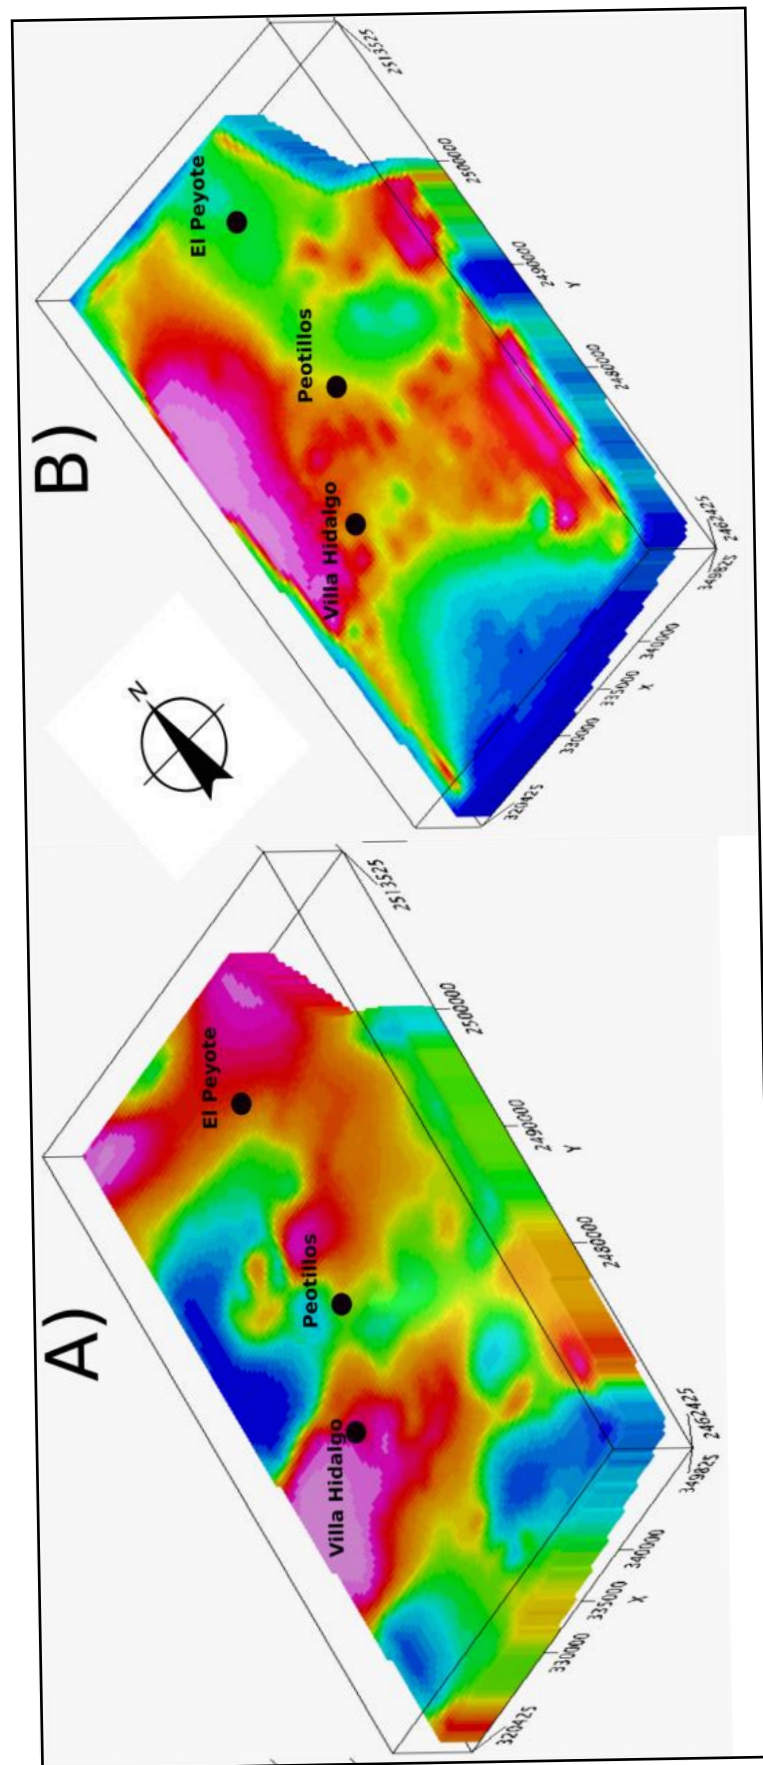 A)
Villa Hidalgo
Peotillos
El Peyote
320425
330000
335000
X
340000
349825
2462425
2480000
Y
2490000
2500000
2513525
N
B)
Villa Hidalgo
Peotillos
El Peyote
320425
330000
335000
X
340000
349825
2462425
2480000
Y
2490000
2500000
2513525